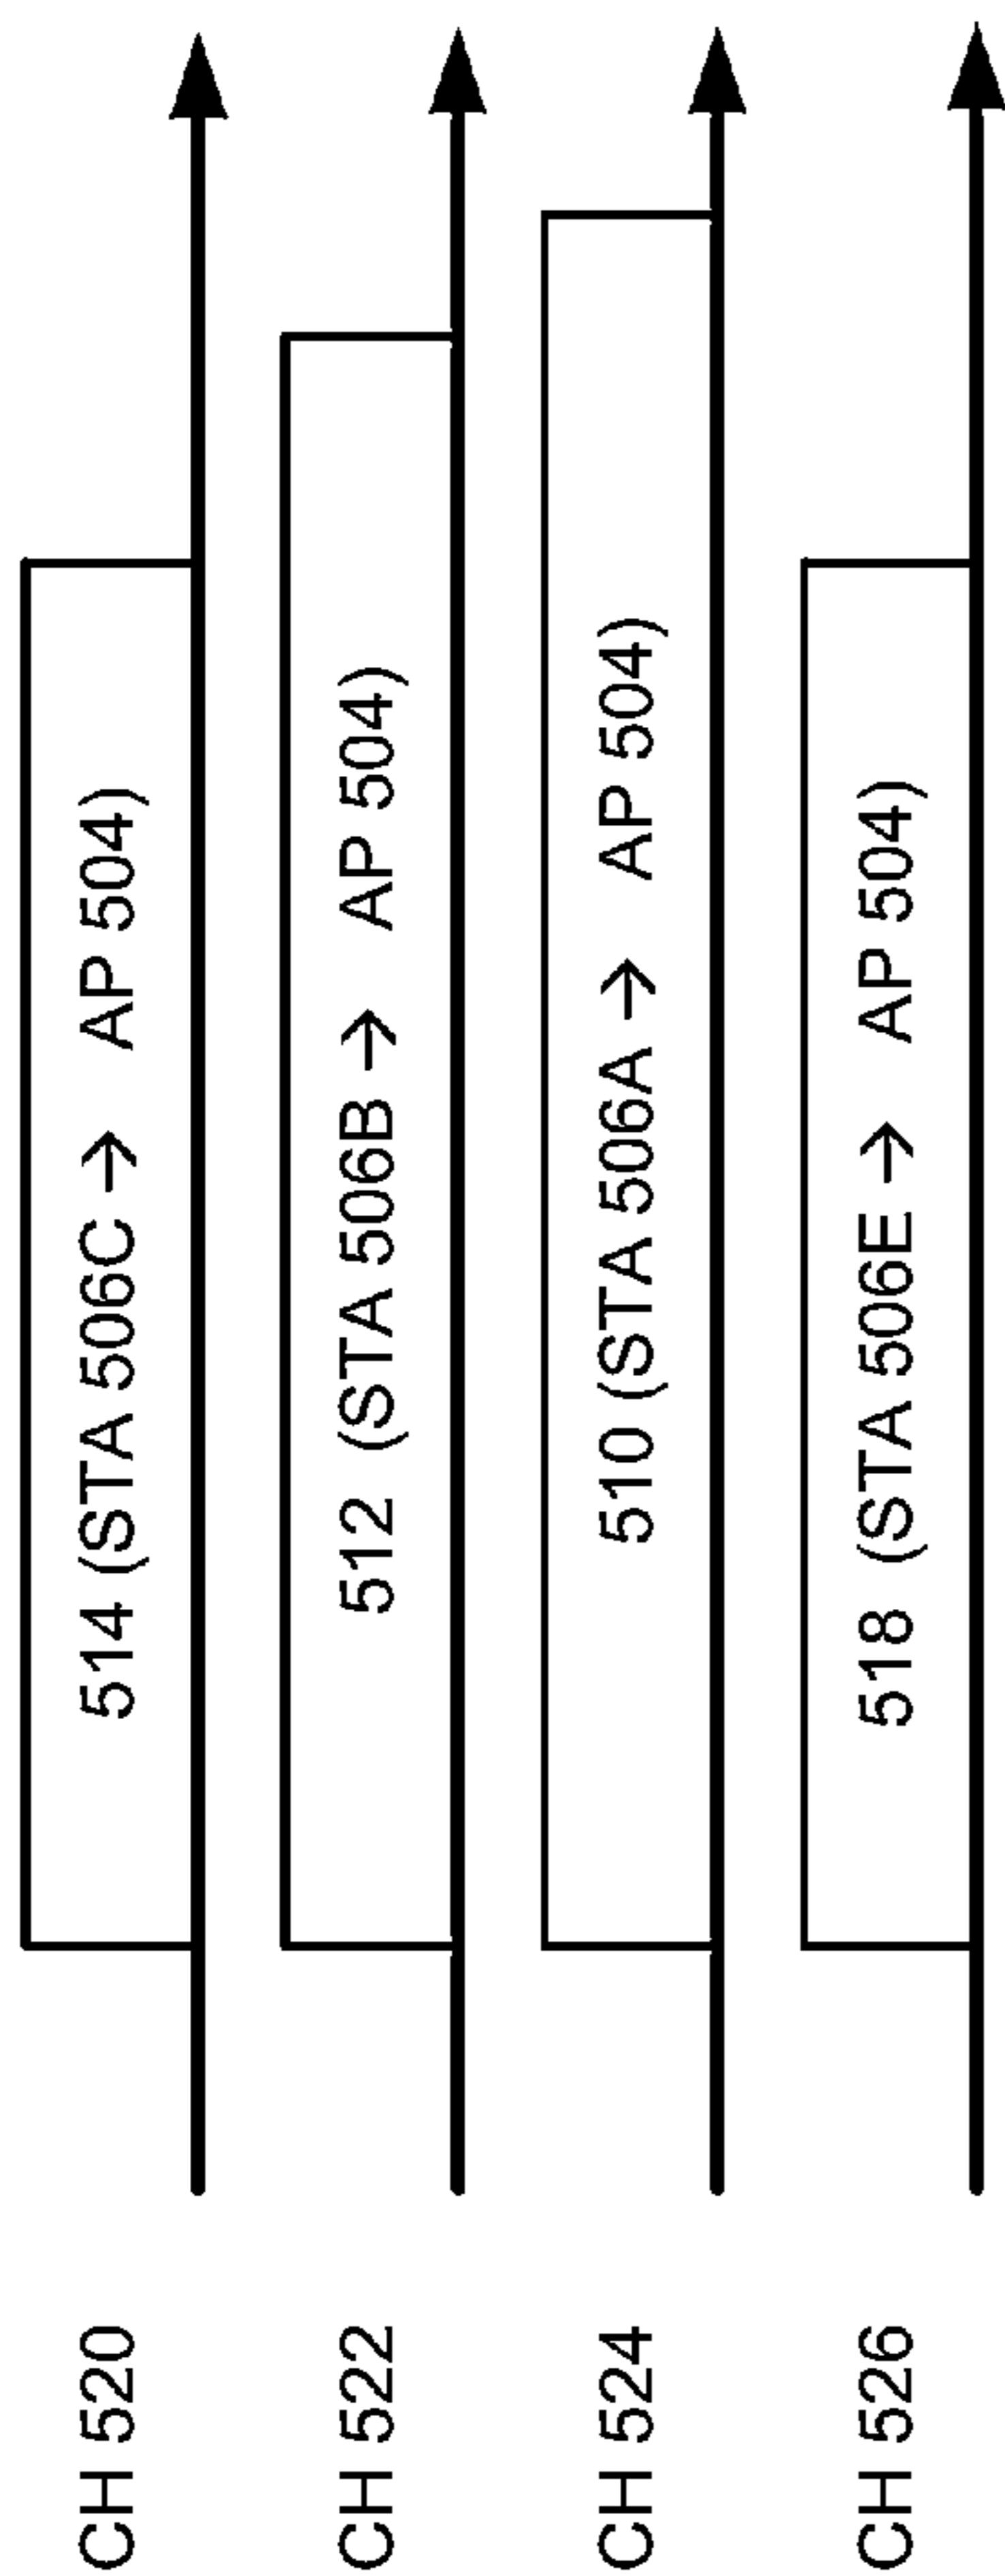 CH 520 514 (STA 506C → AP 504)
CH 522 512 (STA 506B → AP 504)
CH 524 510 (STA 506A → AP 504)
CH 526 518 (STA 506E → AP 504)